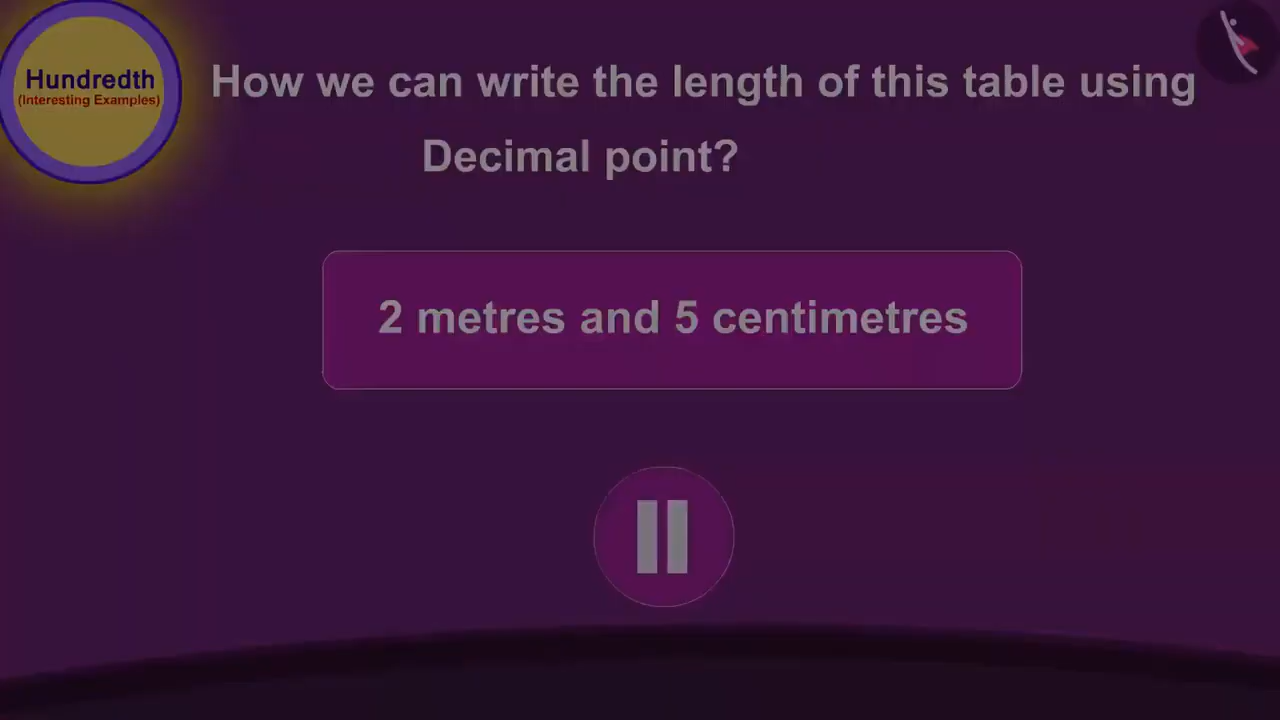 Hundredth
(Interesting Examples)
How we can write the length of this table using
Decimal point?
2 metres and 5 centimetres